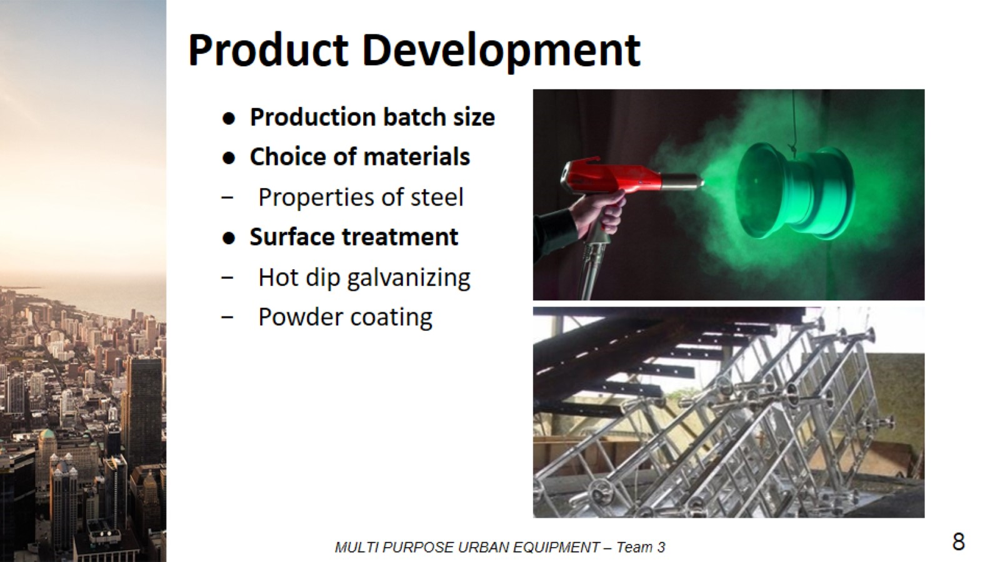 Product Development
● Production batch size
● Choice of materials
– Properties of steel
● Surface treatment
– Hot dip galvanizing
– Powder coating
MULTI PURPOSE URBAN EQUIPMENT – Team 3
8